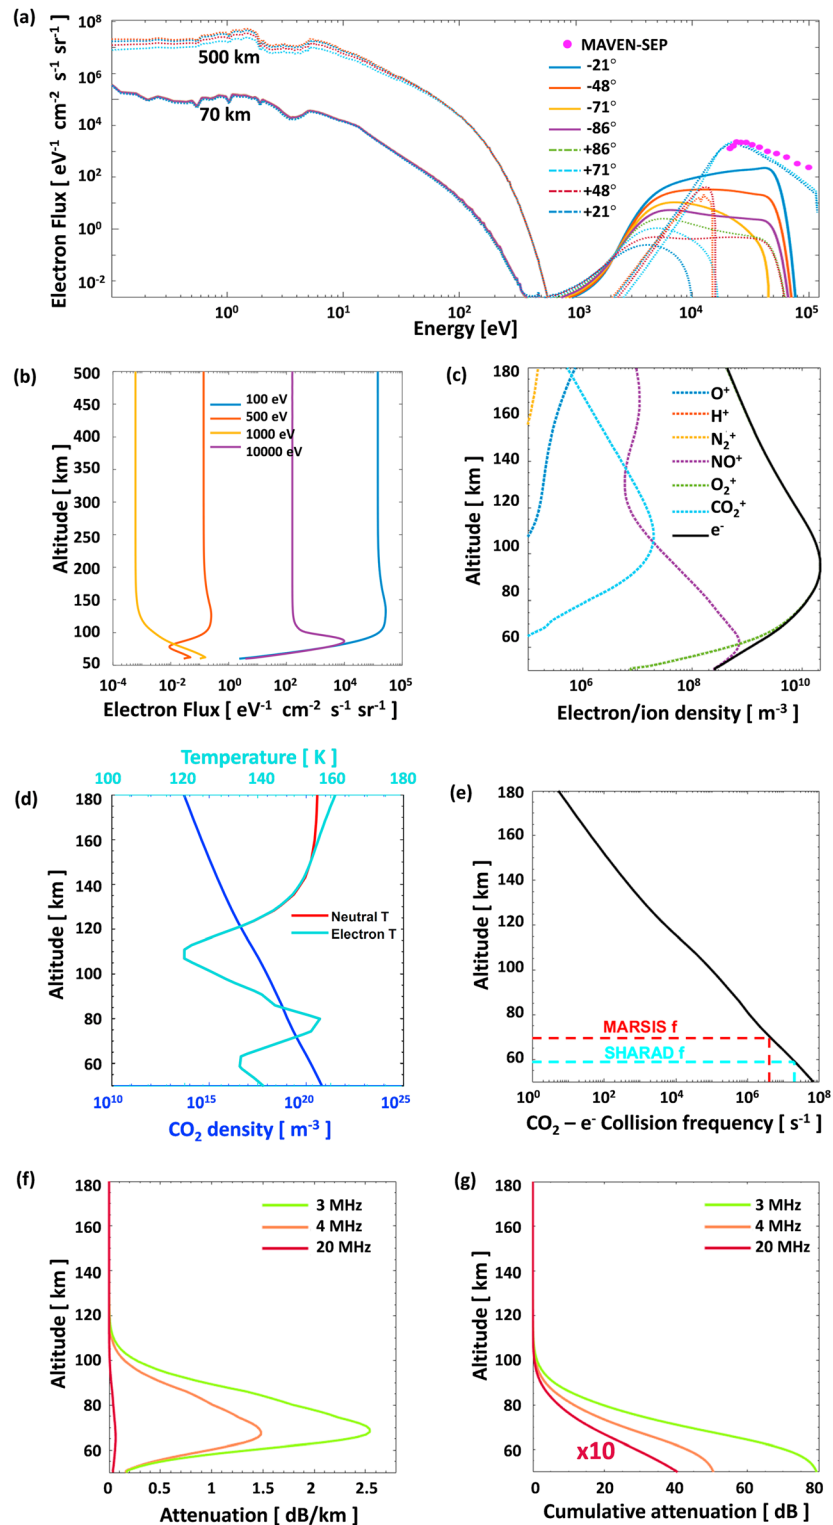 (a)
10⁸
10⁶
10⁴
10²
10⁰
10⁻²
Electron Flux [ eV⁻¹ cm⁻² s⁻¹ sr⁻¹ ]
500 km
70 km
MAVEN-SEP
-21°
-48°
-71°
-86°
+86°
+71°
+48°
+21°
10⁰
10¹
10²
10³
10⁴
10⁵
Energy [eV]
(b)
500
450
400
350
300
250
200
150
100
50
Altitude [ km ]
100 eV
500 eV
1000 eV
10000 eV
10⁻⁴
10⁻²
10⁰
10²
10⁴
10⁵
Electron Flux [ eV⁻¹ cm⁻² s⁻¹ sr⁻¹ ]
(c)
180
160
140
120
100
80
60
Altitude [ km ]
O⁺
H⁺
N₂⁺
NO⁺
O₂⁺
CO₂⁺
e⁻
10⁶
10⁸
10¹⁰
Electron/ion density [ m⁻³ ]
Temperature [ K ]
100
120
140
160
180
(d)
180
160
140
120
100
80
60
Altitude [ km ]
Neutral T
Electron T
10¹⁰
10¹⁵
10²⁰
10²⁵
CO₂ density [ m⁻³ ]
(e)
180
160
140
120
100
80
60
Altitude [ km ]
MARSIS f
SHARAD f
10⁰
10²
10⁴
10⁶
10⁸
CO₂ – e⁻ Collision frequency [ s⁻¹ ]
(f)
180
160
140
120
100
80
60
Altitude [ km ]
3 MHz
4 MHz
20 MHz
0
0.5
1
1.5
2
2.5
Attenuation [ dB/km ]
(g)
180
160
140
120
100
80
60
Altitude [ km ]
3 MHz
4 MHz
20 MHz
x10
0
20
40
60
80
Cumulative attenuation [ dB ]